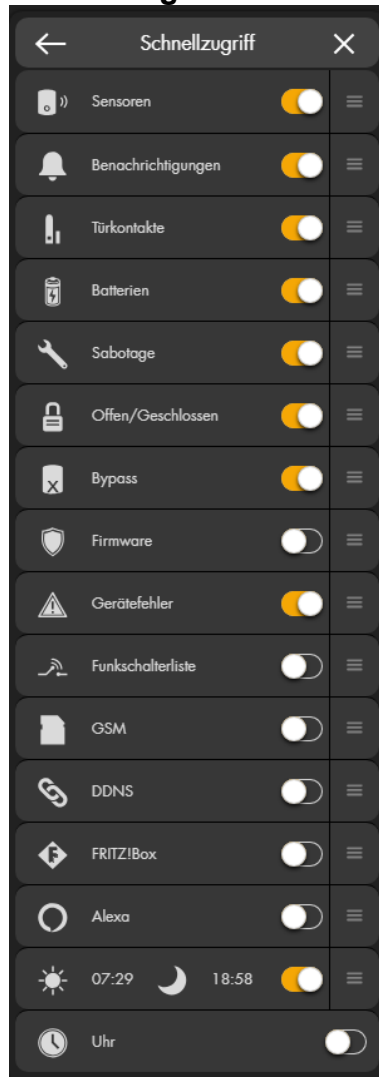 Schnellzugriff
Sensoren
Benachrichtigungen
Türkontakte
Batterien
Sabotage
Offen/Geschlossen
Bypass
Firmware
Gerätefehler
Funkschalterliste
GSM
DDNS
FRITZ!Box
Alexa
07:29 18:58
Uhr